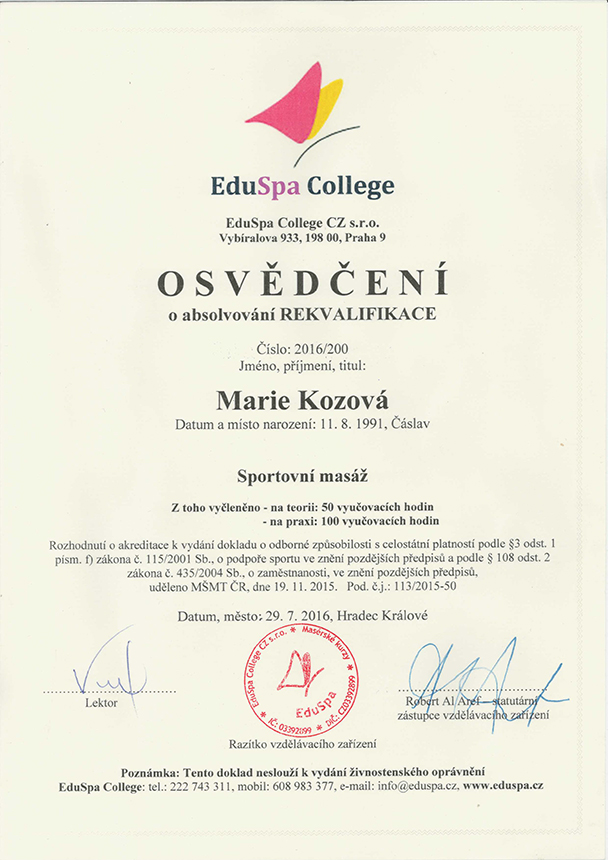 EduSpa College
EduSpa College CZ s.r.o.
Vybíralova 933, 198 00, Praha 9
OSVĚDČENÍ
o absolvování REKVALIFIKACE
Číslo: 2016/200
Jméno, příjmení, titul:
Marie Kozová
Datum a místo narození: 11. 8. 1991, Čáslav
Sportovní masáž
Z toho vyčleněno - na teorii: 50 vyučovacích hodin
- na praxi: 100 vyučovacích hodin
Rozhodnutí o akreditace k vydání dokladu o odborné způsobilosti s celostátní platností podle §3 odst. 1
písm. f) zákona č. 115/2001 Sb., o podpoře sportu ve znění pozdějších předpisů a podle § 108 odst. 2
zákona č. 435/2004 Sb., o zaměstnanosti, ve znění pozdějších předpisů,
uděleno MŠMT ČR, dne 19. 11. 2015. Pod. č.j.: 113/2015-50
Datum, město: 29. 7. 2016, Hradec Králové
EduSpa College CZ s.r.o. * Masérské kurzy *
EduSpa
* IČ: 03392899 * DIČ: CZ03392899
Lektor
Robert Al Aref – statutární
zástupce vzdělávacího zařízení
Razítko vzdělávacího zařízení
Poznámka: Tento doklad neslouží k vydání živnostenského oprávnění
EduSpa College: tel.: 222 743 311, mobil: 608 983 377, e-mail: info@eduspa.cz, www.eduspa.cz